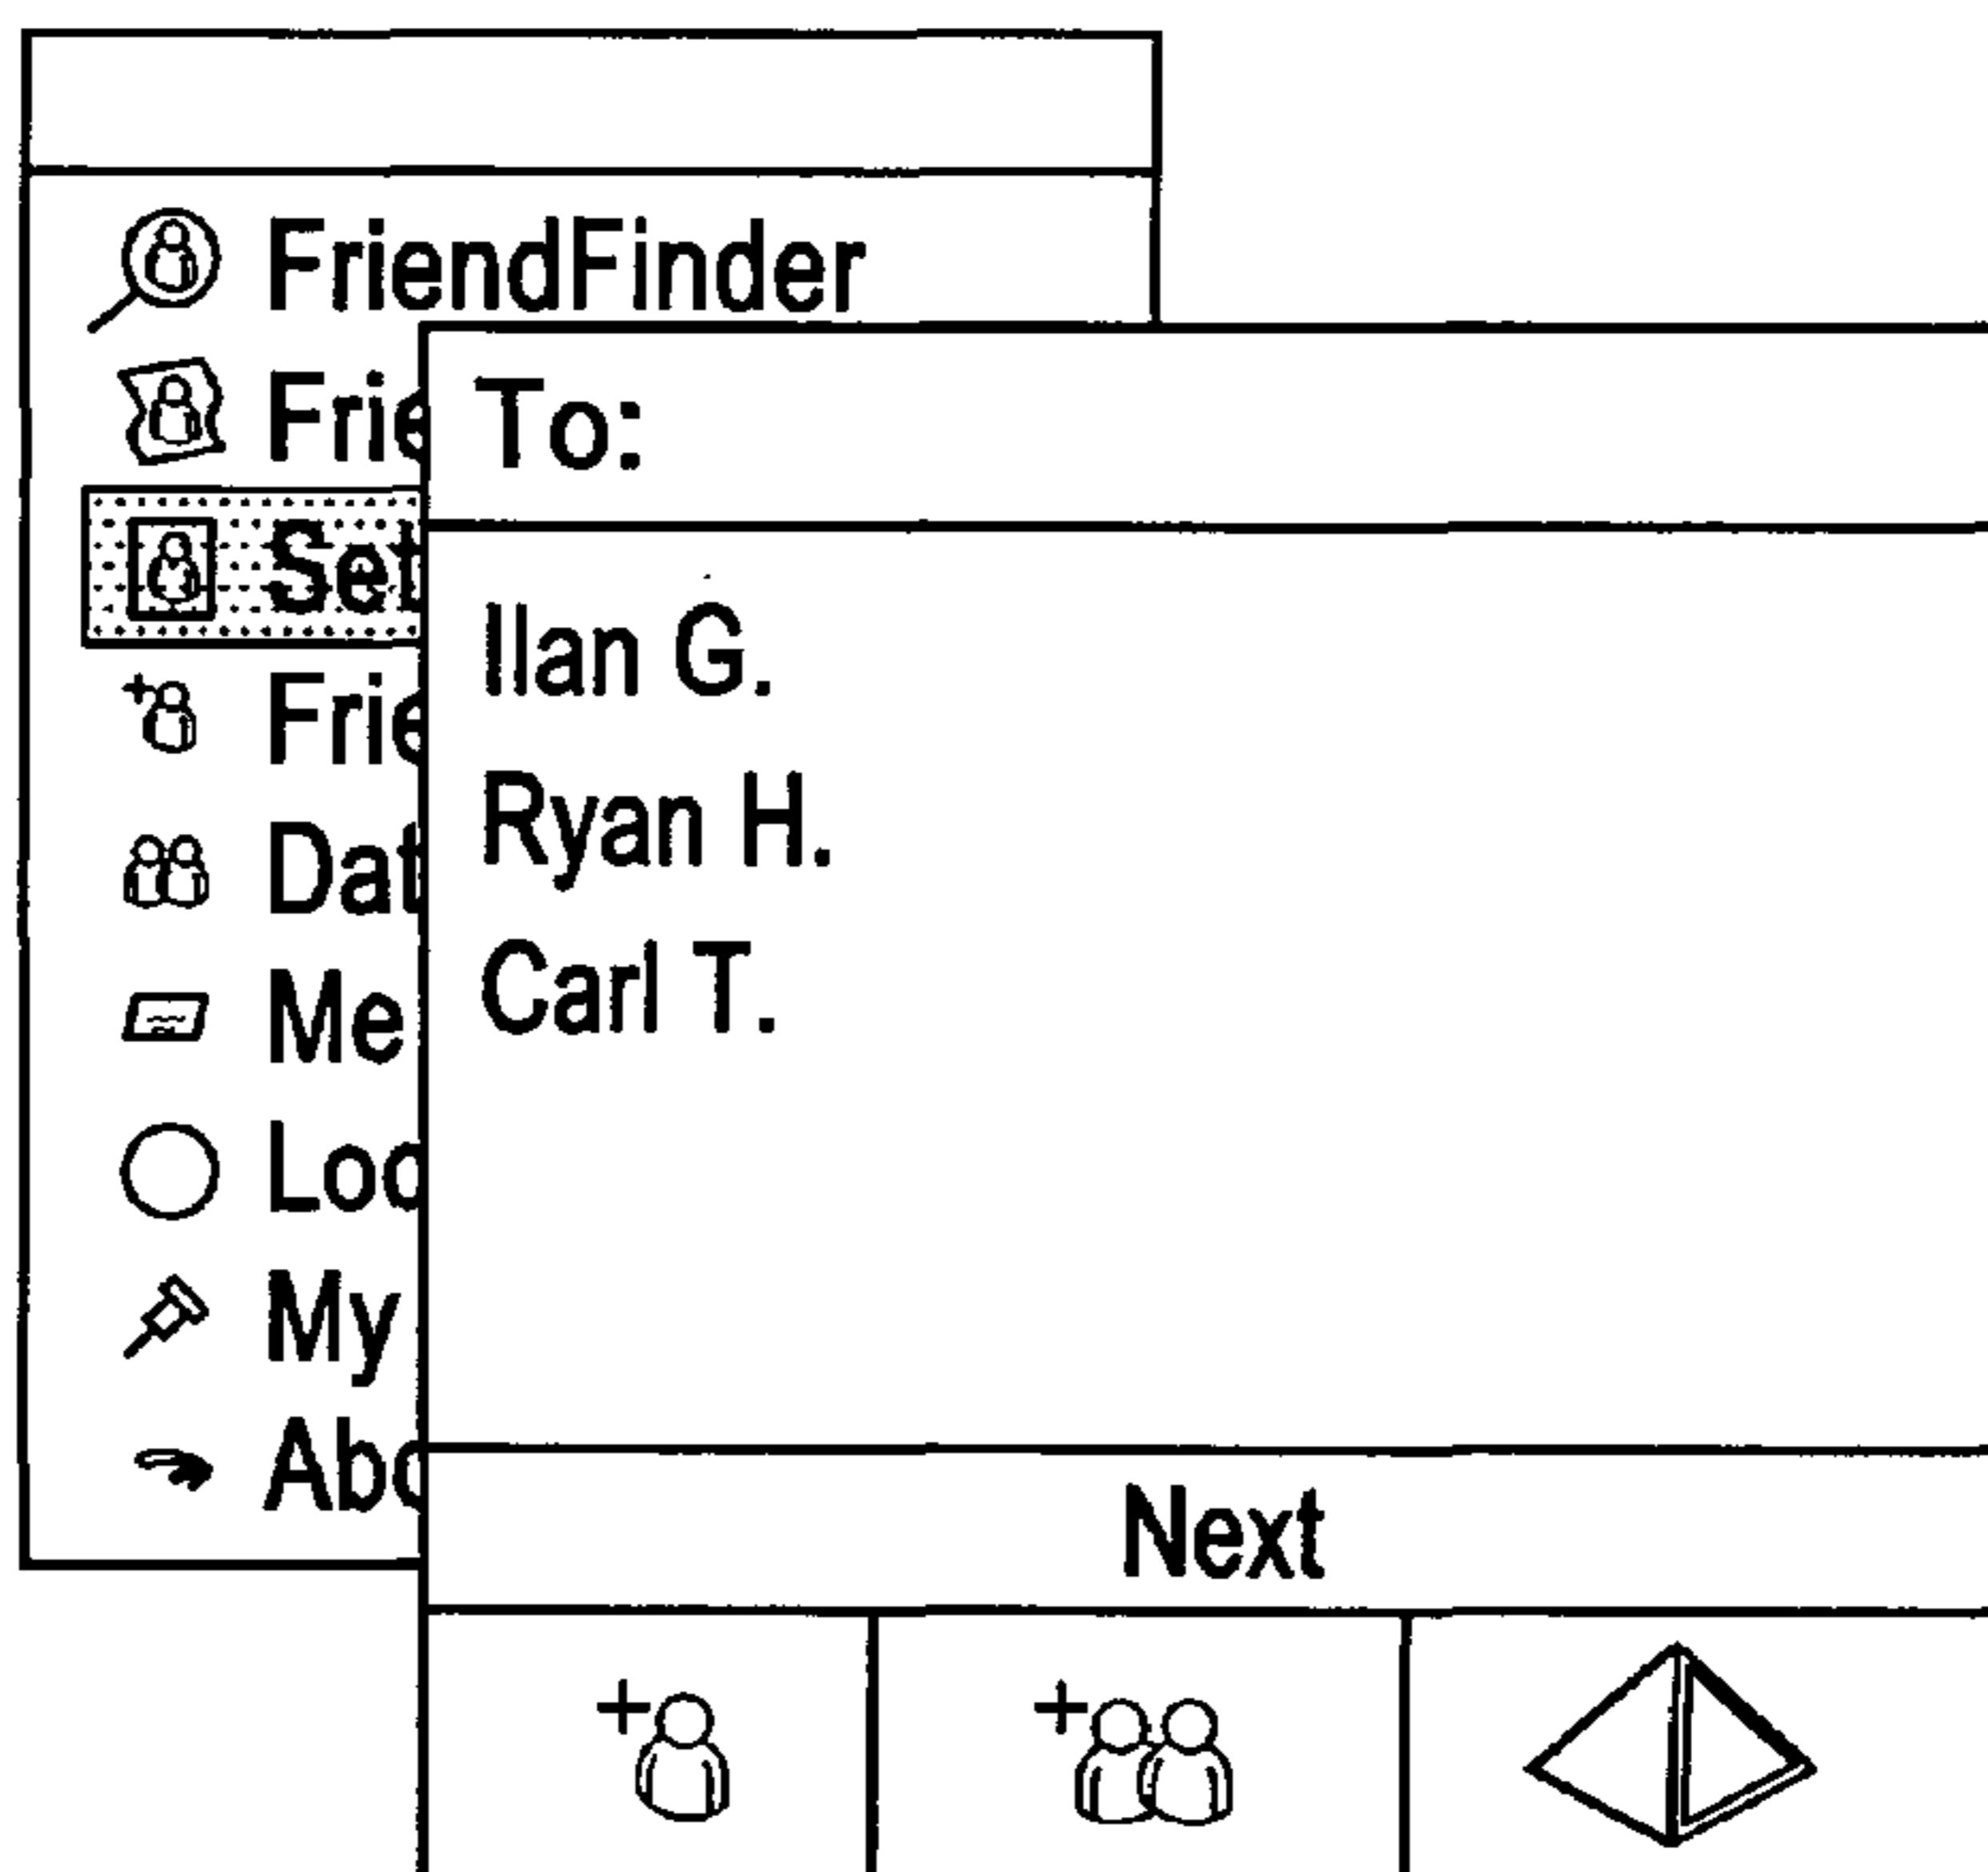 FriendFinder
Frie
Set
Frie
Dat
Me
Loc
My
Abo
To:
Ilan G.
Ryan H.
Carl T.
Next